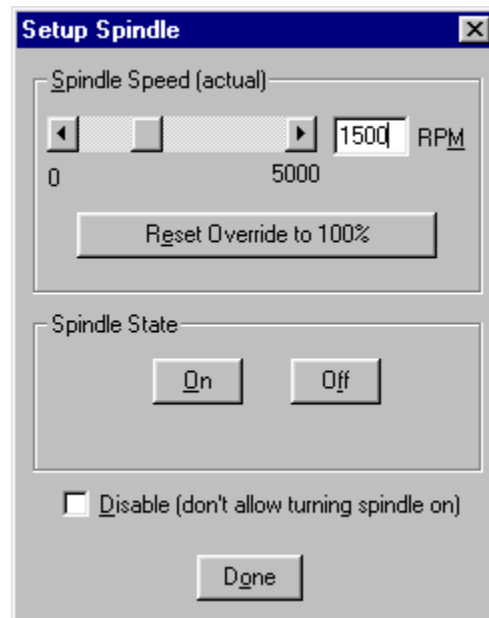 Setup Spindle
Spindle Speed (actual)
1500 RPM
0 5000
Reset Override to 100%
Spindle State
On Off
Disable (don't allow turning spindle on)
Done